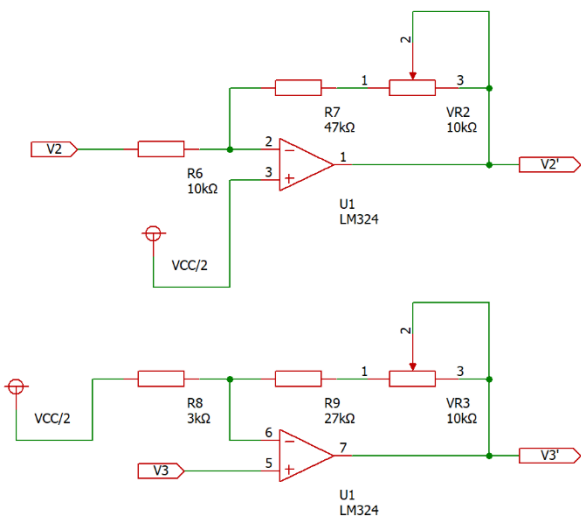 2
1
3
R7
47kΩ
VR2
10kΩ
V2
2
1
V2'
R6
10kΩ
3
U1
LM324
VCC/2
2
1
3
R8
3kΩ
R9
27kΩ
VR3
10kΩ
VCC/2
6
7
V3'
V3
5
U1
LM324